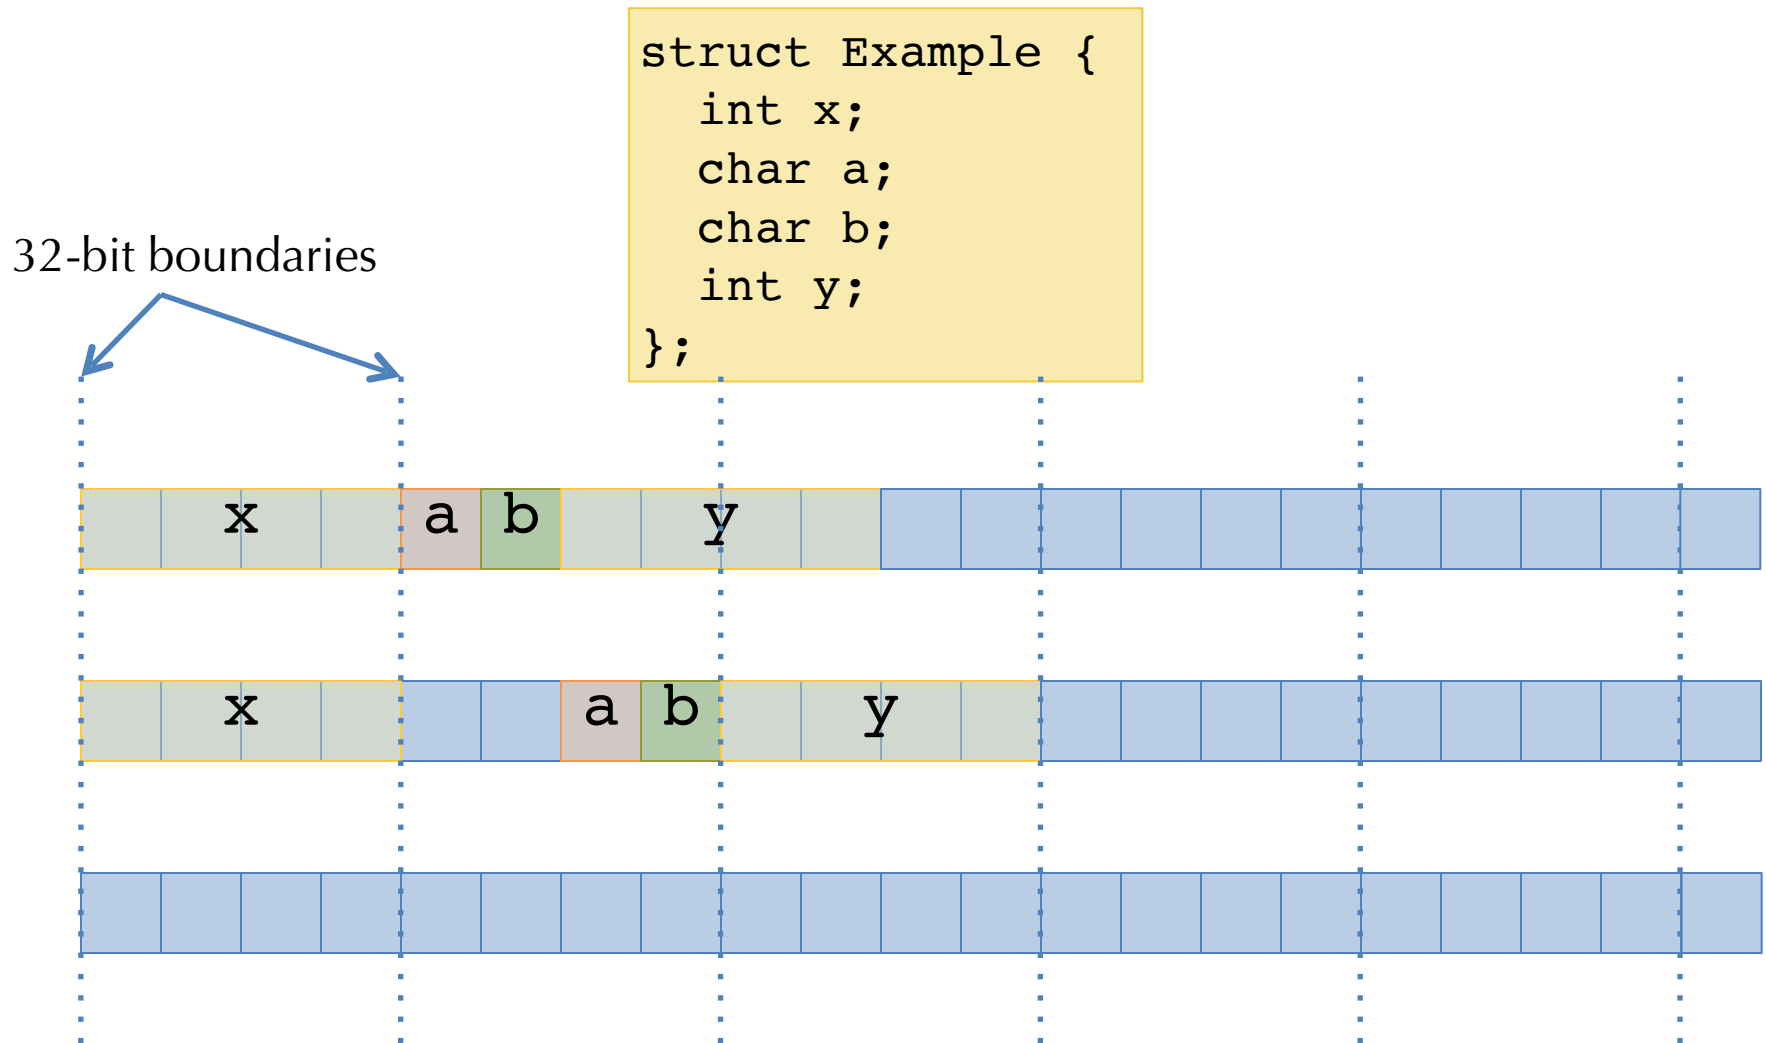 struct Example {
  int x;
  char a;
  char b;
  int y;
};
32-bit boundaries
x a b y
x a b y